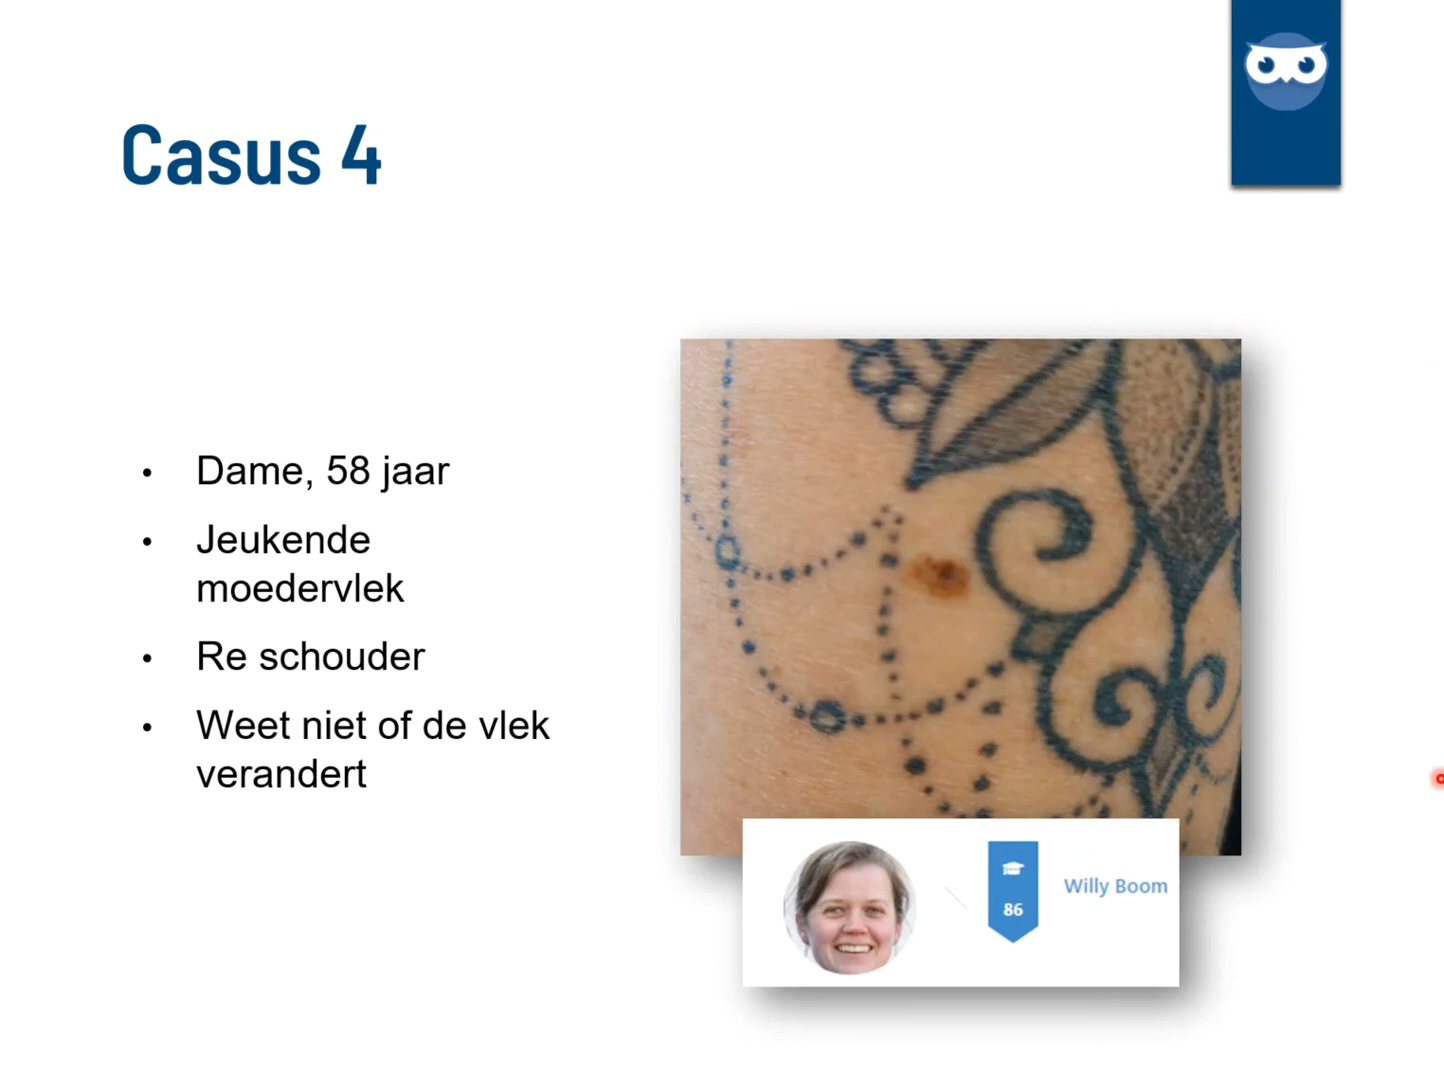 Casus 4
• Dame, 58 jaar
• Jeukende
moedervlek
• Re schouder
• Weet niet of de vlek
verandert
86
Willy Boom